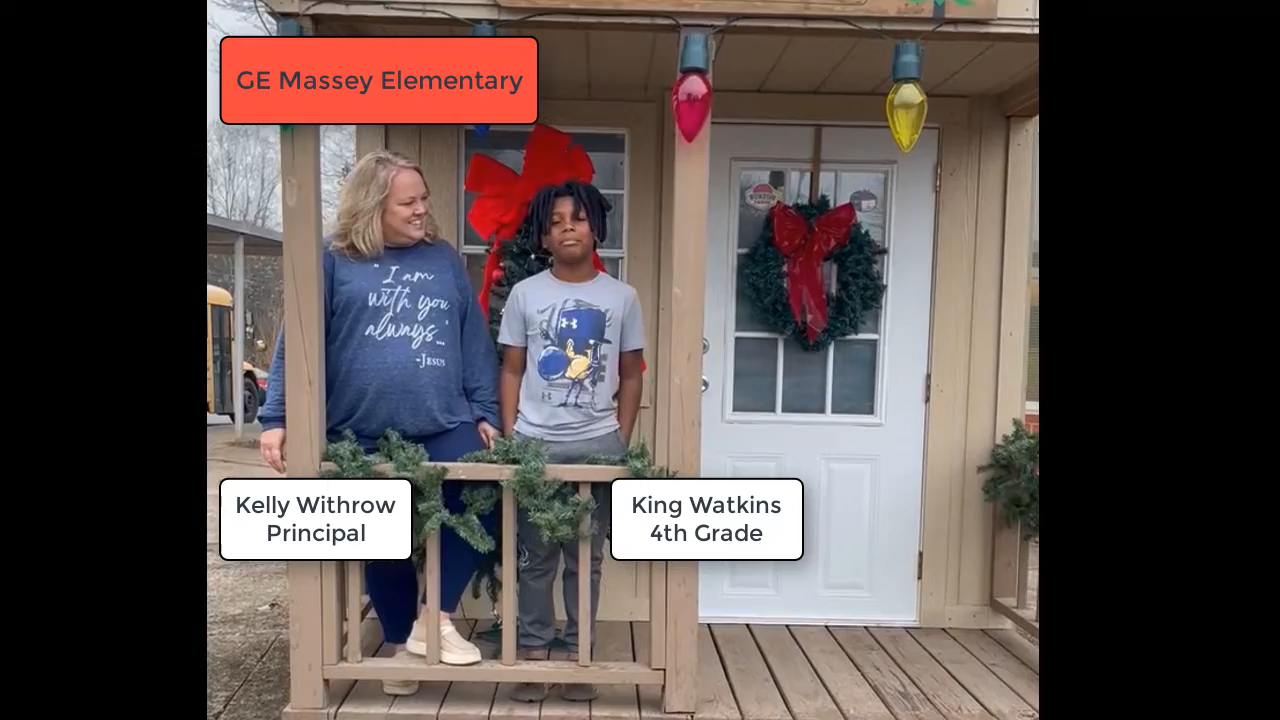 GE Massey Elementary
"I am
with you
always..."
-JESUS
Kelly Withrow
Principal
King Watkins
4th Grade